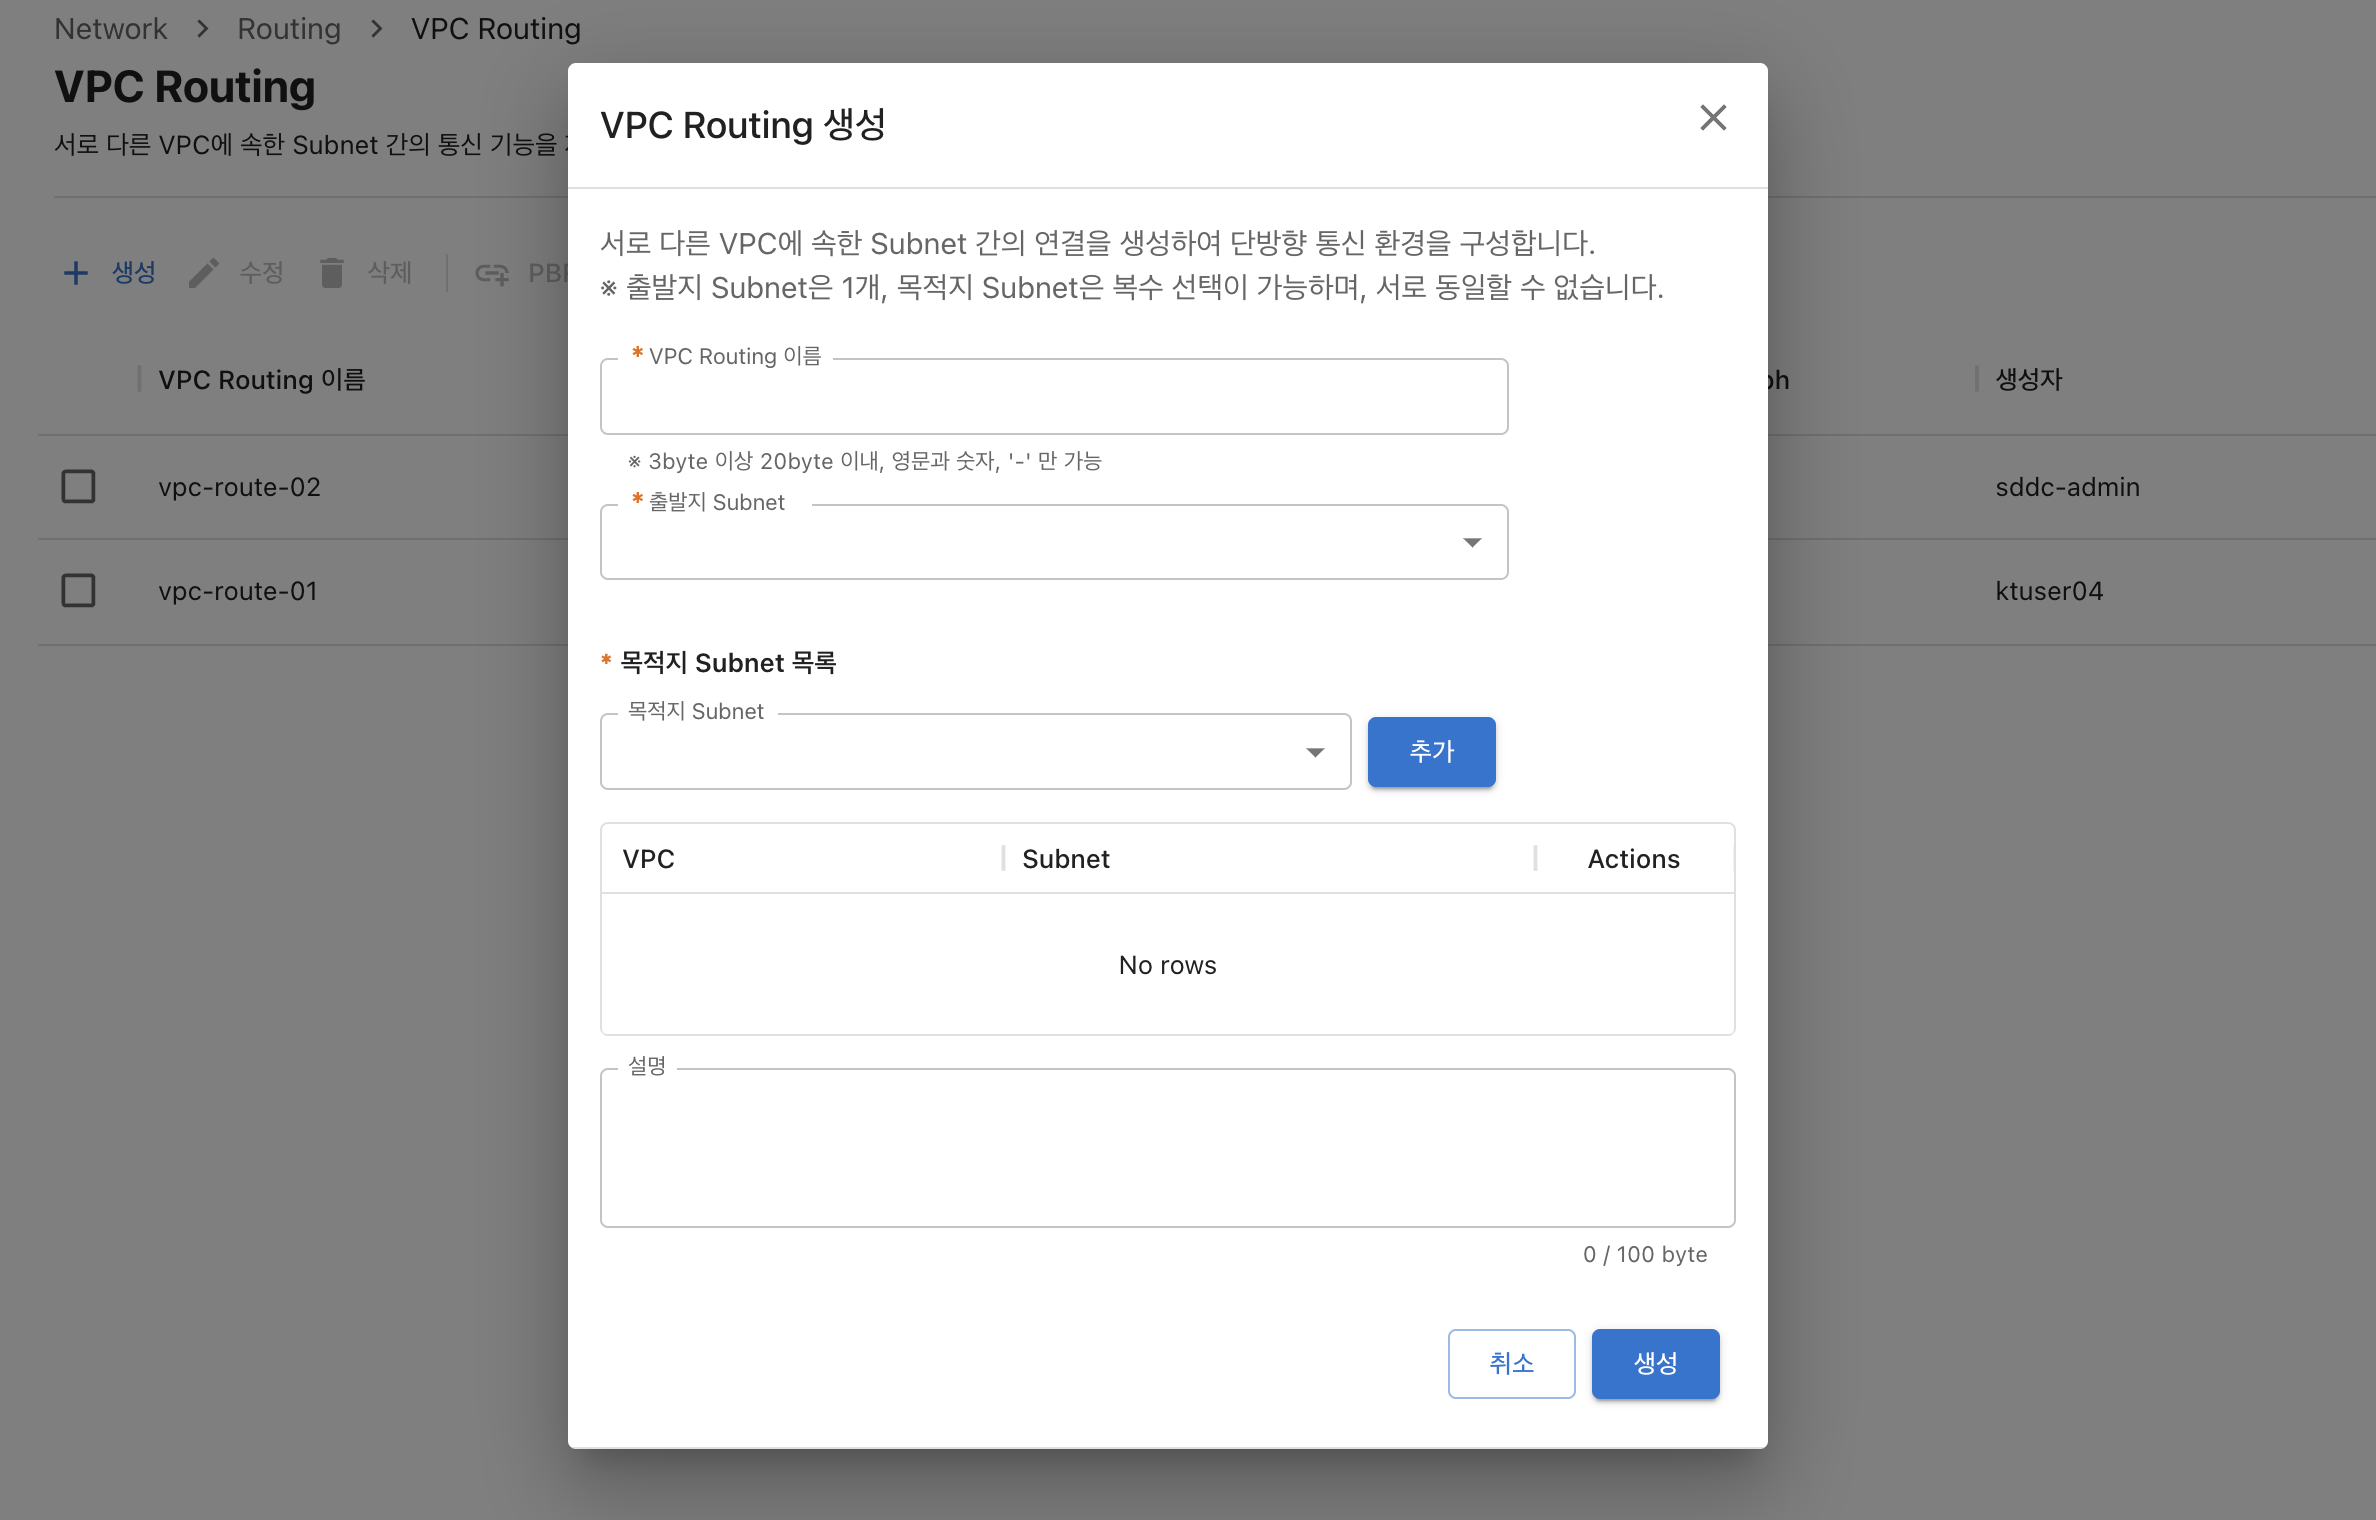 Network > Routing > VPC Routing
VPC Routing
서로 다른 VPC에 속한 Subnet 간의 통신 기능을
+ 생성 수정 삭제
VPC Routing 이름 생성자
vpc-route-02 sddc-admin
vpc-route-01 ktuser04
VPC Routing 생성
서로 다른 VPC에 속한 Subnet 간의 연결을 생성하여 단방향 통신 환경을 구성합니다.
※ 출발지 Subnet은 1개, 목적지 Subnet은 복수 선택이 가능하며, 서로 동일할 수 없습니다.
* VPC Routing 이름
※ 3byte 이상 20byte 이내, 영문과 숫자, '-' 만 가능
* 출발지 Subnet
* 목적지 Subnet 목록
목적지 Subnet
추가
VPC Subnet Actions
No rows
설명
0 / 100 byte
취소 생성